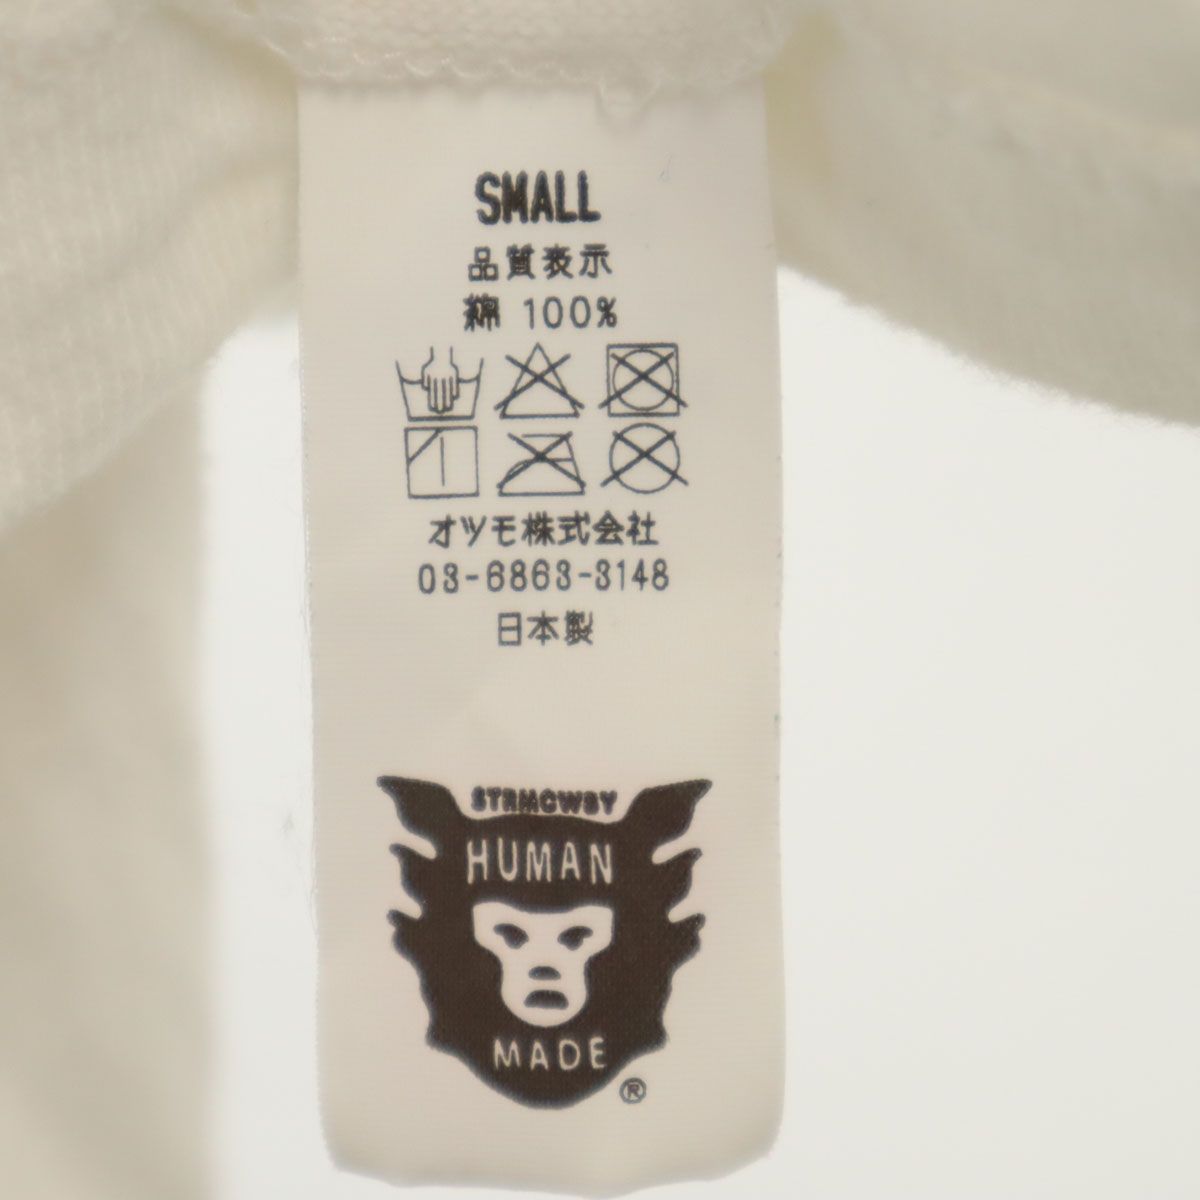 SMALL
品質表示
綿 100%
オツモ株式会社
03-6863-3148
日本製
STRMCWBY
HUMAN
MADE
®